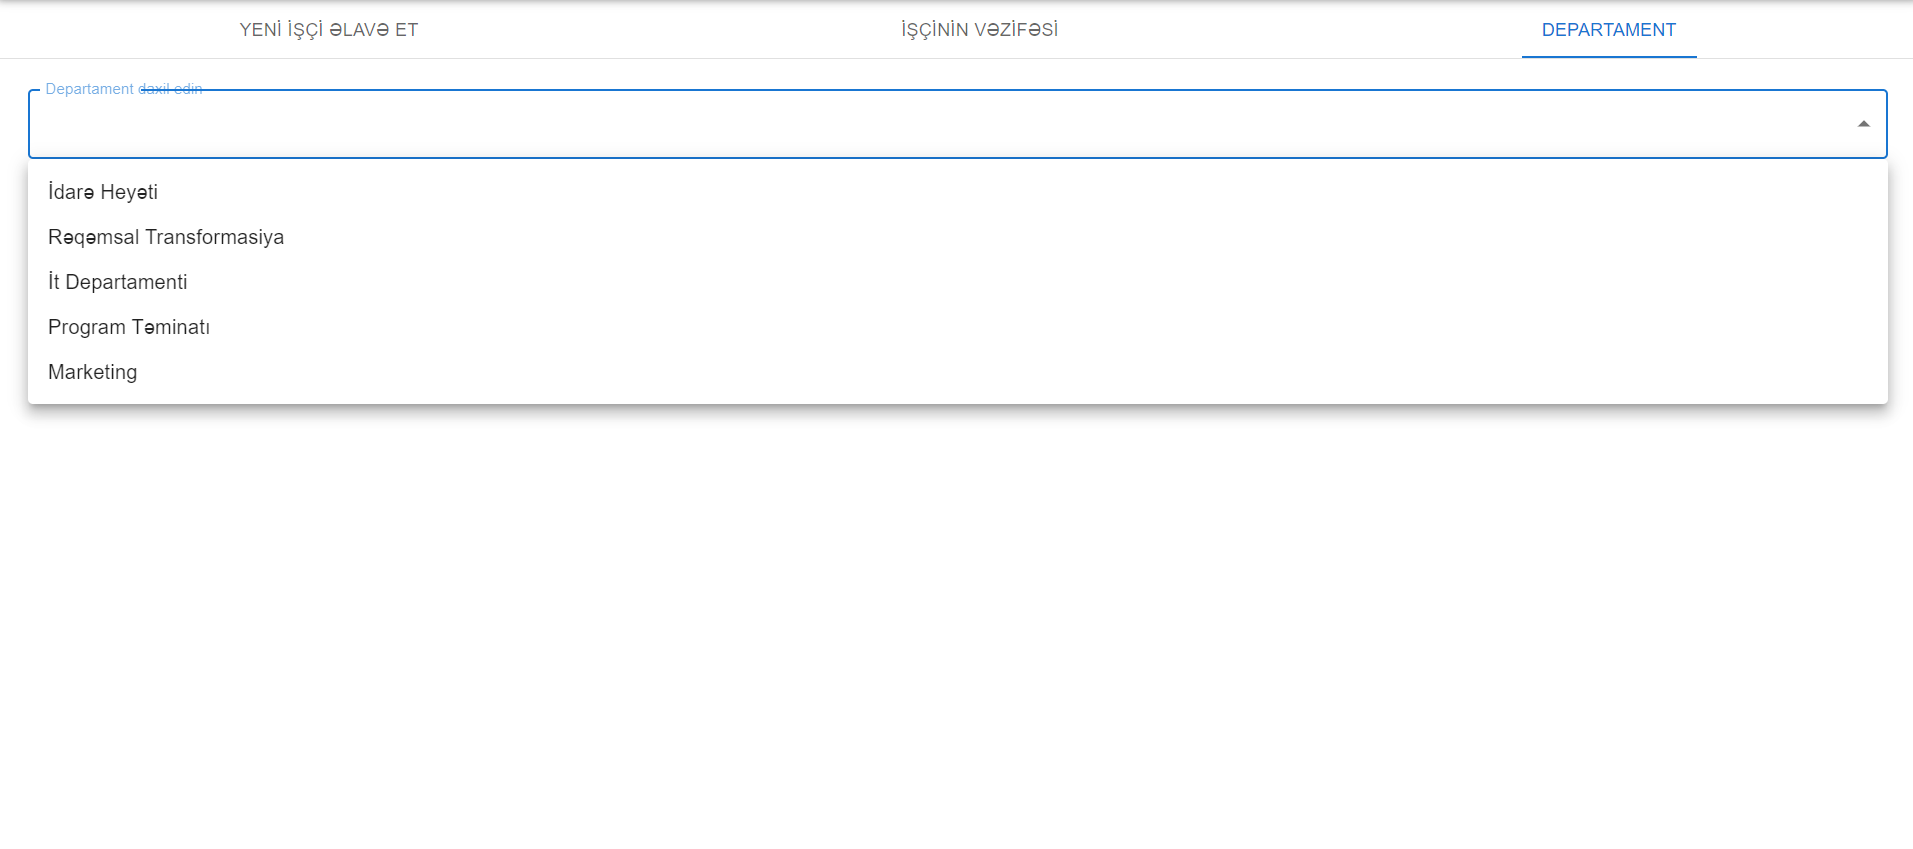 YENİ İŞÇİ ƏLAVƏ ET
İŞÇİNİN VƏZİFƏSİ
DEPARTAMENT
Departament daxil edin
İdarə Heyəti
Rəqəmsal Transformasiya
İt Departamenti
Program Təminatı
Marketing